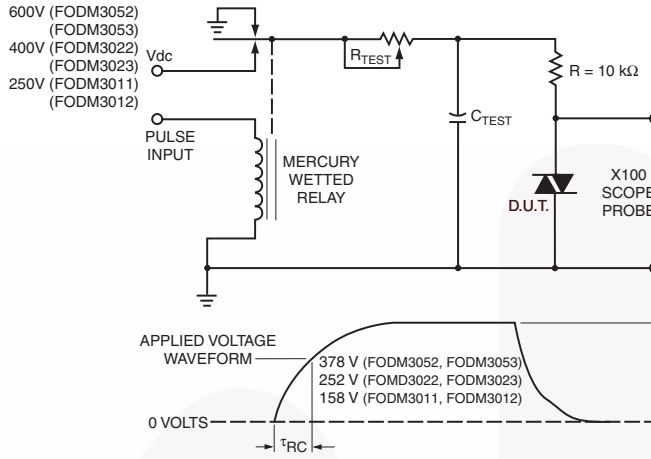 600V (FODM3052)
(FODM3053)
400V (FODM3022)
(FODM3023)
250V (FODM3011)
(FODM3012)
Vdc
PULSE
INPUT
MERCURY
WETTED
RELAY
RTEST
CTEST
R = 10 kΩ
D.U.T.
X100
SCOPE
PROBE
APPLIED VOLTAGE
WAVEFORM
378 V (FODM3052, FODM3053)
252 V (FOMD3022, FODM3023)
158 V (FODM3011, FODM3012)
0 VOLTS
τRC